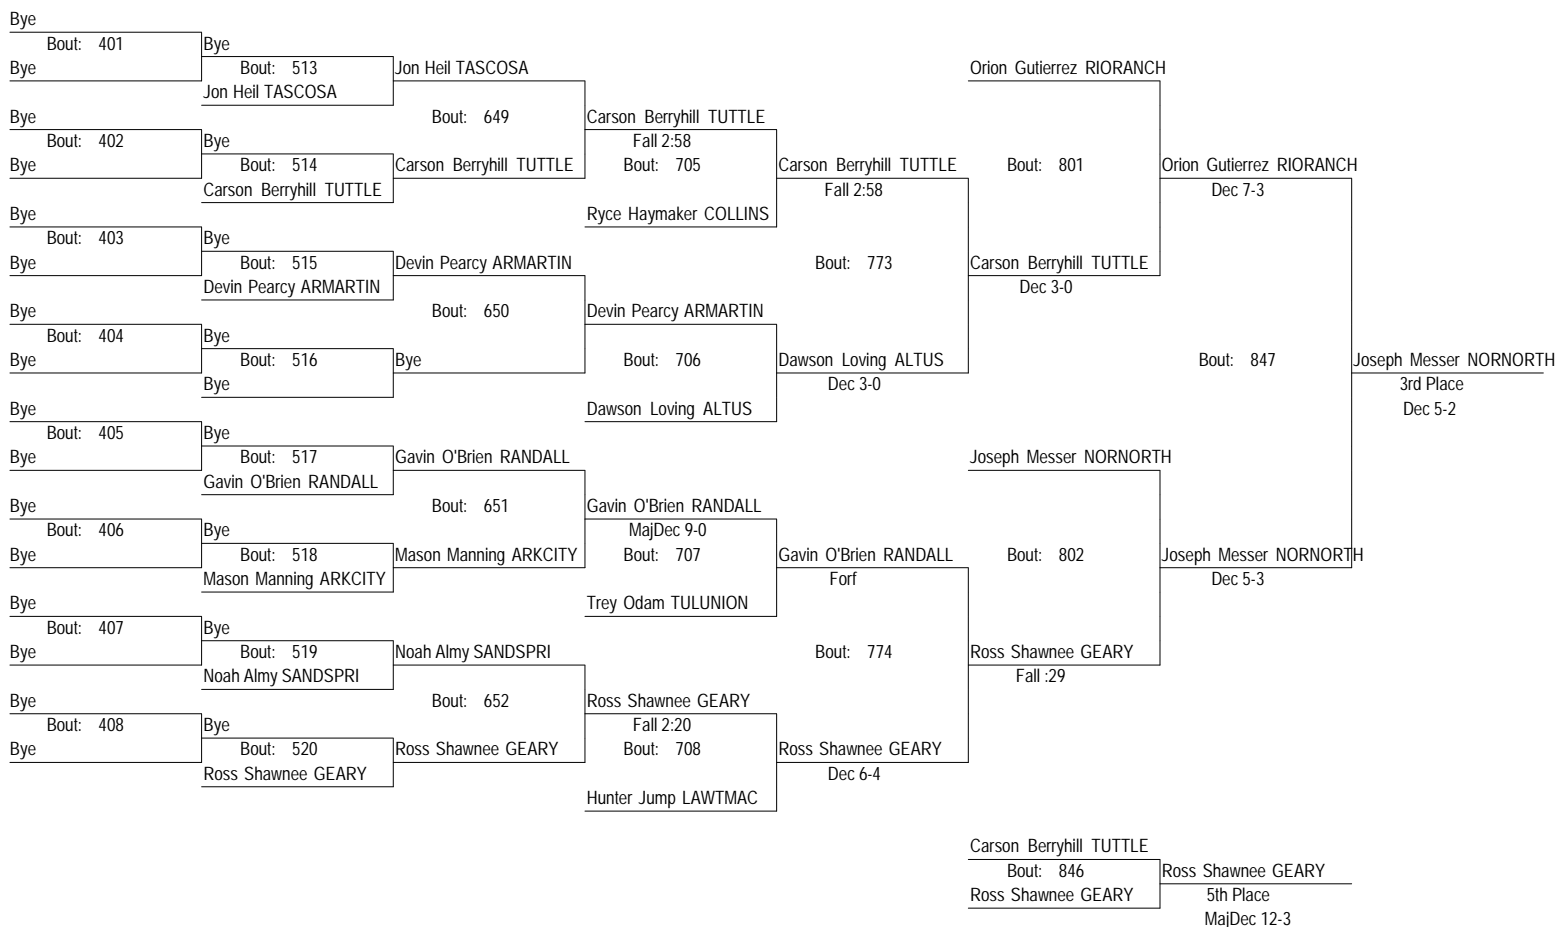 Bye
Bout: 401
Bye
Bye
Bout: 513
Jon Heil TASCOSA
Jon Heil TASCOSA
Bout: 649
Bye
Bout: 402
Bye
Bye
Bout: 514
Carson Berryhill TUTTLE
Carson Berryhill TUTTLE
Carson Berryhill TUTTLE
Fall 2:58
Bout: 705
Ryce Haymaker COLLINS
Carson Berryhill TUTTLE
Fall 2:58
Bye
Bout: 403
Bye
Bye
Bout: 515
Devin Pearcy ARMARTIN
Devin Pearcy ARMARTIN
Bout: 650
Bye
Bout: 404
Bye
Bye
Bout: 516
Bye
Bye
Devin Pearcy ARMARTIN
Bout: 706
Dawson Loving ALTUS
Dawson Loving ALTUS
Dec 3-0
Bout: 773
Carson Berryhill TUTTLE
Dec 3-0
Orion Gutierrez RIORANCH
Bout: 801
Orion Gutierrez RIORANCH
Dec 7-3
Bye
Bout: 405
Bye
Bye
Bout: 517
Gavin O'Brien RANDALL
Gavin O'Brien RANDALL
Bout: 651
Bye
Bout: 406
Bye
Bye
Bout: 518
Mason Manning ARKCITY
Mason Manning ARKCITY
Gavin O'Brien RANDALL
MajDec 9-0
Bout: 707
Trey Odam TULUNION
Gavin O'Brien RANDALL
Forf
Bye
Bout: 407
Bye
Bye
Bout: 519
Noah Almy SANDSPRI
Noah Almy SANDSPRI
Bout: 652
Bye
Bout: 408
Bye
Bye
Bout: 520
Ross Shawnee GEARY
Ross Shawnee GEARY
Ross Shawnee GEARY
Fall 2:20
Bout: 708
Hunter Jump LAWTMAC
Ross Shawnee GEARY
Dec 6-4
Bout: 774
Ross Shawnee GEARY
Fall :29
Joseph Messer NORNORTH
Bout: 802
Joseph Messer NORNORTH
Dec 5-3
Bout: 847
Joseph Messer NORNORTH
3rd Place
Dec 5-2
Carson Berryhill TUTTLE
Bout: 846
Ross Shawnee GEARY
Ross Shawnee GEARY
5th Place
MajDec 12-3